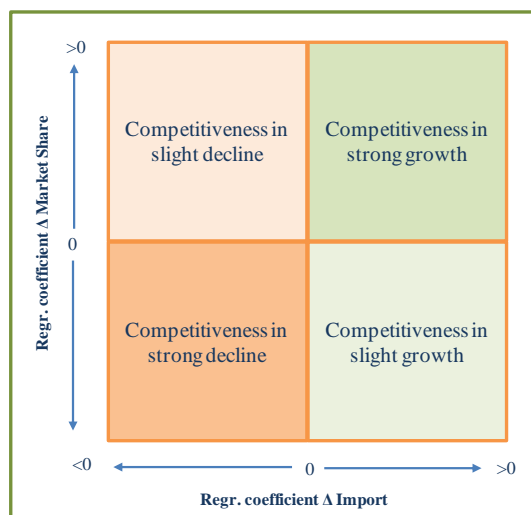 >0
Competitiveness in
slight decline
Competitiveness in
strong growth
Regr. coefficient Δ Market Share
0
Competitiveness in
strong decline
Competitiveness in
slight growth
<0
0
>0
Regr. coefficient Δ Import